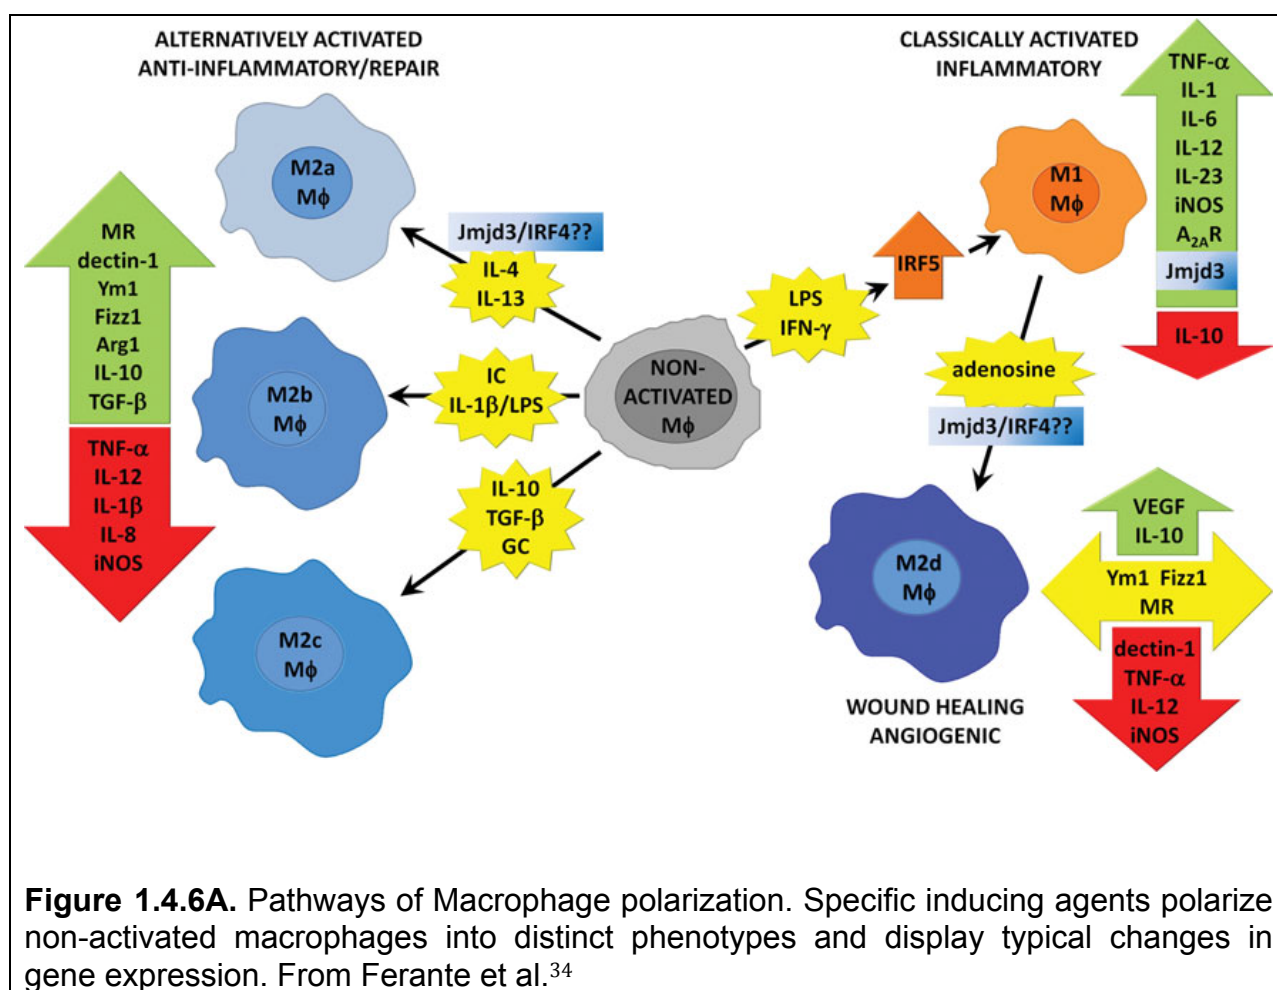 ALTERNATIVELY ACTIVATED
ANTI-INFLAMMATORY/REPAIR
M2a
Mϕ
MR
dectin-1
Ym1
Fizz1
Arg1
IL-10
TGF-β
TNF-α
IL-12
IL-1β
IL-8
iNOS
M2b
Mϕ
M2c
Mϕ
Jmjd3/IRF4??
IL-4
IL-13
IC
IL-1β/LPS
IL-10
TGF-β
GC
NON-
ACTIVATED
Mϕ
LPS
IFN-γ
IRF5
CLASSICALLY ACTIVATED
INFLAMMATORY
M1
Mϕ
TNF-α
IL-1
IL-6
IL-12
IL-23
iNOS
A2AR
Jmjd3
IL-10
adenosine
Jmjd3/IRF4??
M2d
Mϕ
WOUND HEALING
ANGIOGENIC
VEGF
IL-10
Ym1 Fizz1
MR
dectin-1
TNF-α
IL-12
iNOS
Figure 1.4.6A. Pathways of Macrophage polarization. Specific inducing agents polarize
non-activated macrophages into distinct phenotypes and display typical changes in
gene expression. From Ferante et al.34